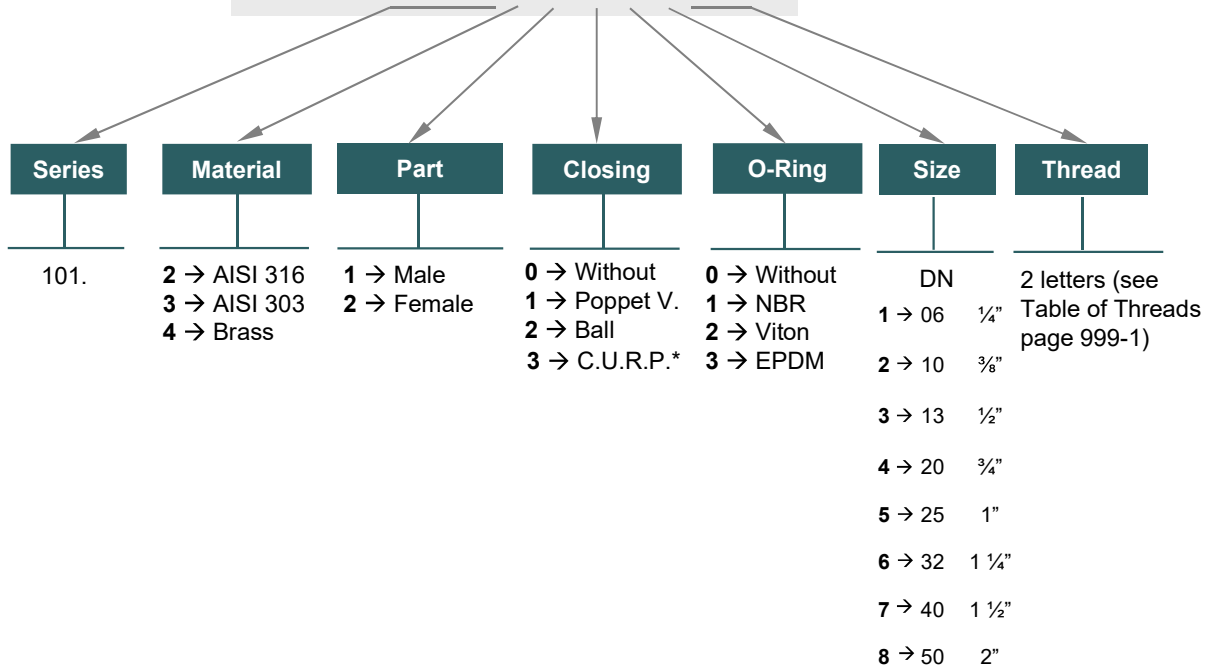 Series
Material
Part
Closing
O-Ring
Size
Thread
101.
2 → AISI 316
3 → AISI 303
4 → Brass
1 → Male
2 → Female
0 → Without
1 → Poppet V.
2 → Ball
3 → C.U.R.P.*
0 → Without
1 → NBR
2 → Viton
3 → EPDM
DN
1 → 06 ¼”
2 → 10 ⅜”
3 → 13 ½”
4 → 20 ¾”
5 → 25 1”
6 → 32 1 ¼”
7 → 40 1 ½”
8 → 50 2”
2 letters (see
Table of Threads
page 999-1)